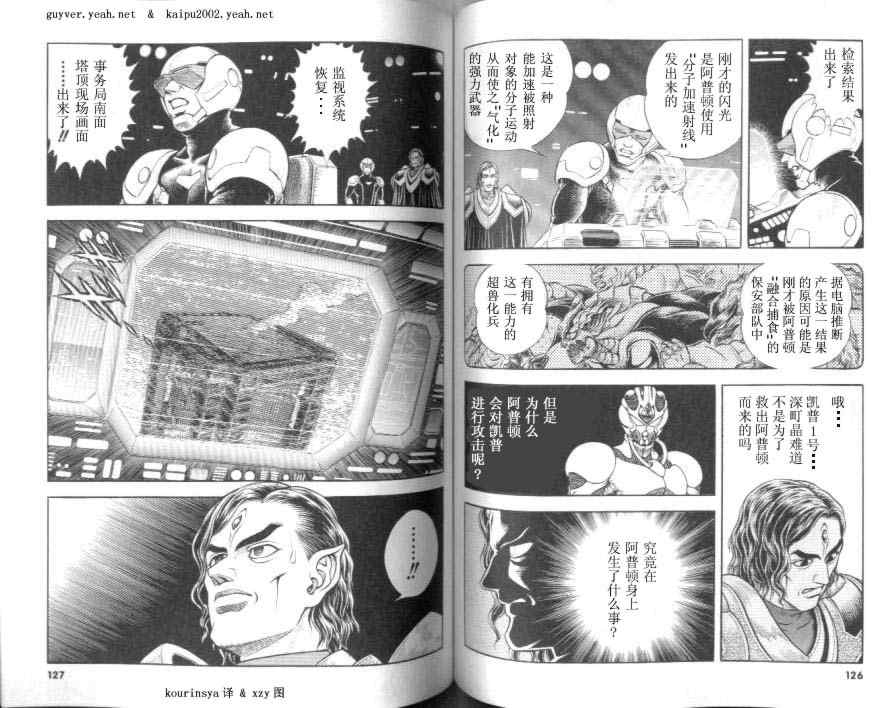 guyver.yeah.net & kaipu2002.yeah.net
检索结果
出来了
刚才的闪光
是阿普顿使用
"分子加速射线"
发出来的
这是一种
能加速被照射
对象的分子运动
从而使之"气化"
的强力武器
据电脑推断
产生这一结果
的原因可能是
刚才被阿普顿
"融合捕食"的
保安部队中
有拥有
这一能力的
超兽化兵
哦…
凯普1号…
深町晶难道
不是为了
救出阿普顿
而来的吗
但是
为什么
阿普顿
会对凯普
进行攻击呢?
究竟在
阿普顿身上
发生了什么事?
126
监视系统
恢复…
事务局南面
塔顶现场画面
……出来了!!
……!!
127
kourinsya 译 & xzy 图